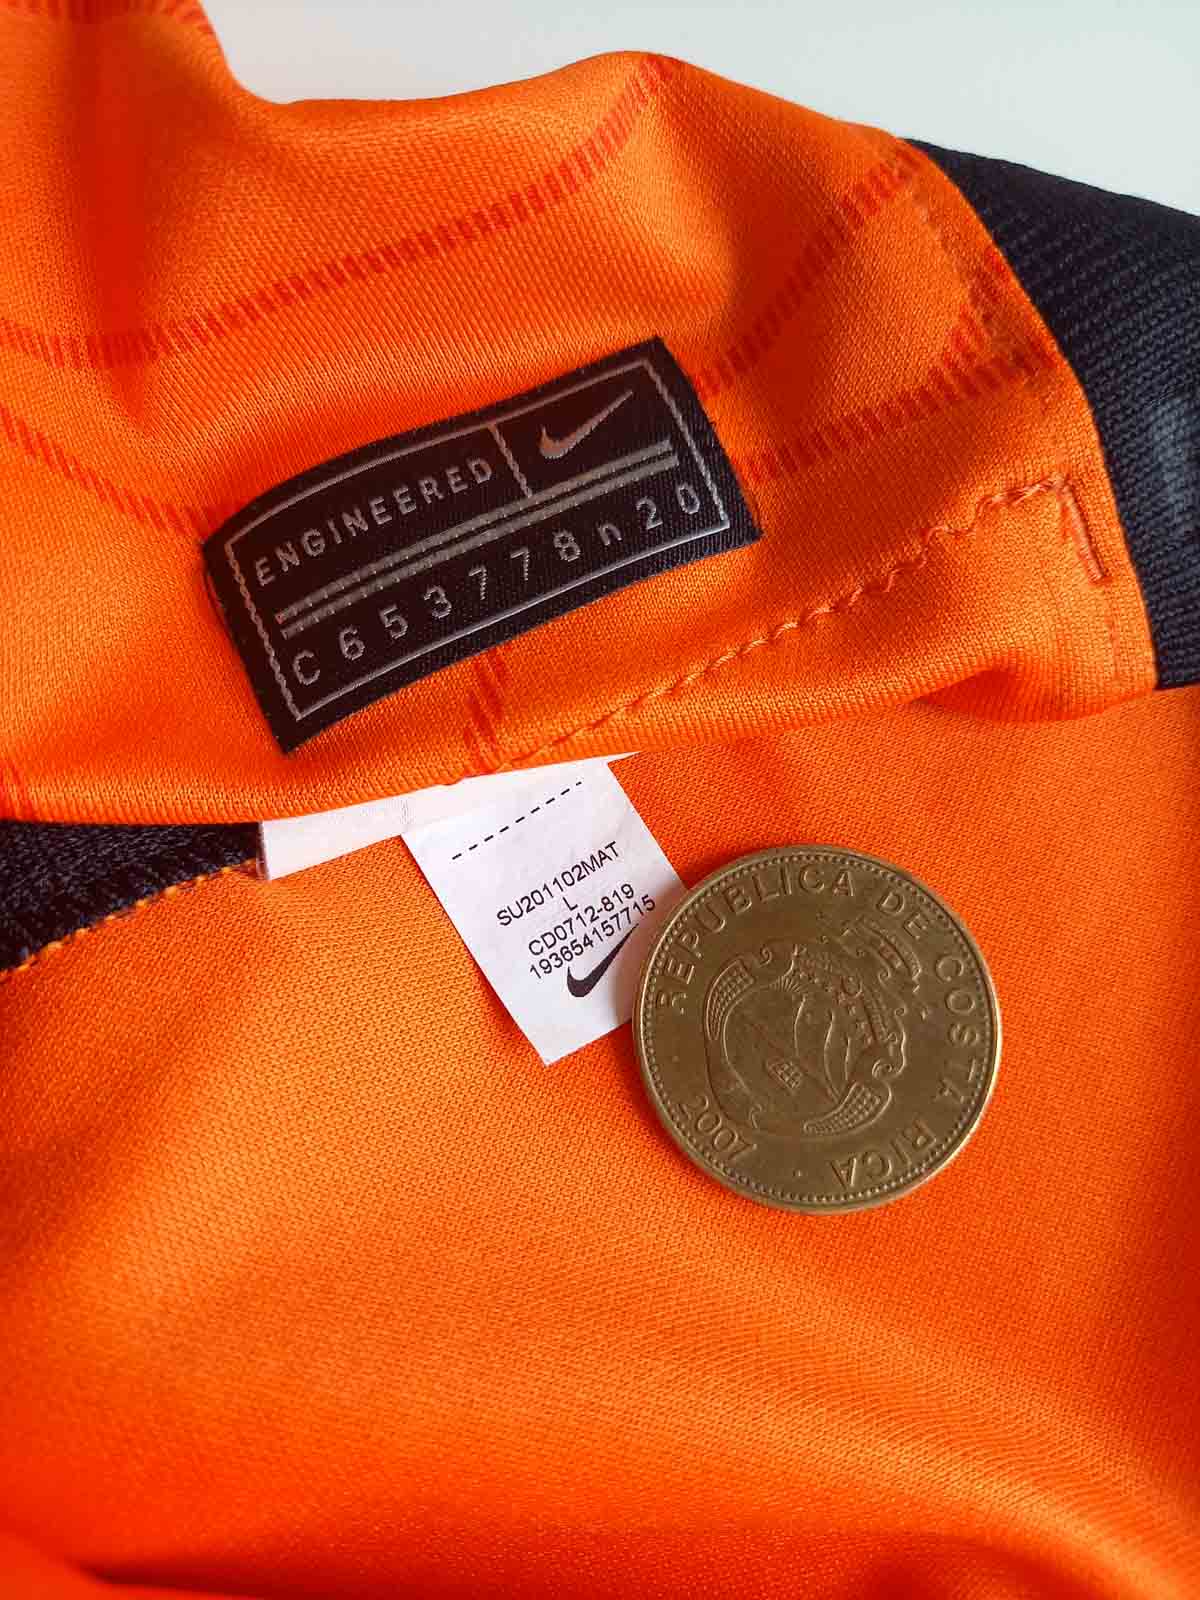 ENGINEERED
C653778n20
SU201102MAT
L
CD0712-819
193654157715
REPUBLICA DE COSTA RICA
2007